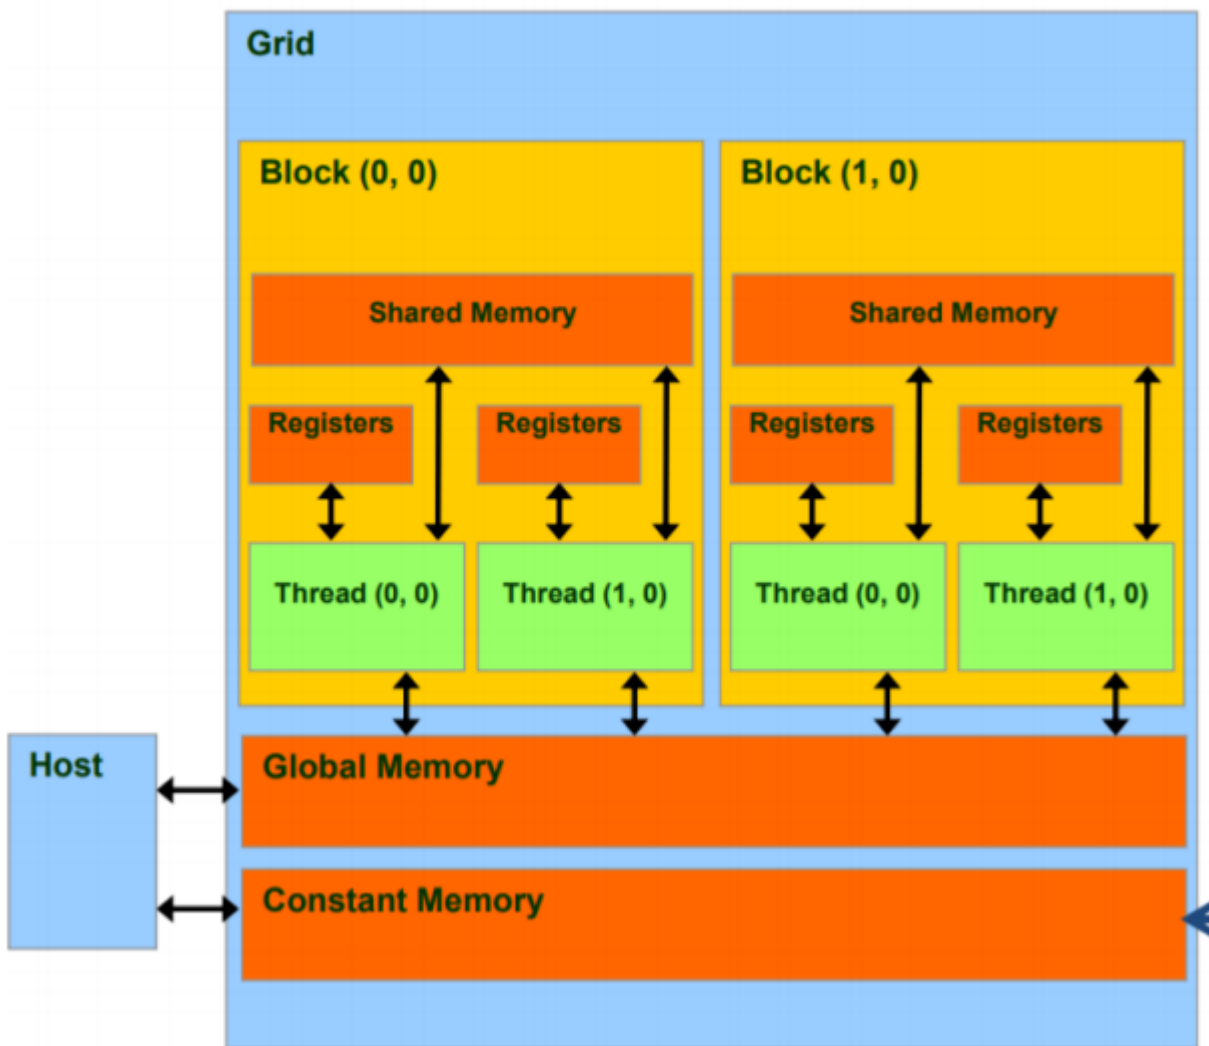 Grid
Block (0, 0)
Block (1, 0)
Shared Memory
Shared Memory
Registers
Registers
Registers
Registers
Thread (0, 0)
Thread (1, 0)
Thread (0, 0)
Thread (1, 0)
Host
Global Memory
Constant Memory